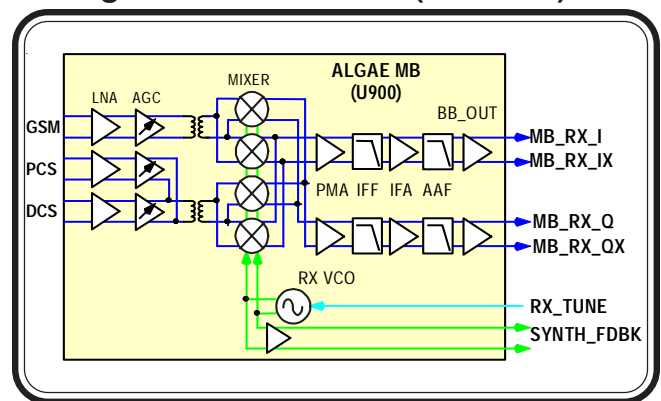 MIXER
ALGAE MB
(U900)
LNA AGC
BB_OUT
GSM
PCS
DCS
MB_RX_I
MB_RX_IX
PMA IFF IFA AAF
MB_RX_Q
MB_RX_QX
RX VCO
RX_TUNE
SYNTH_FDBK